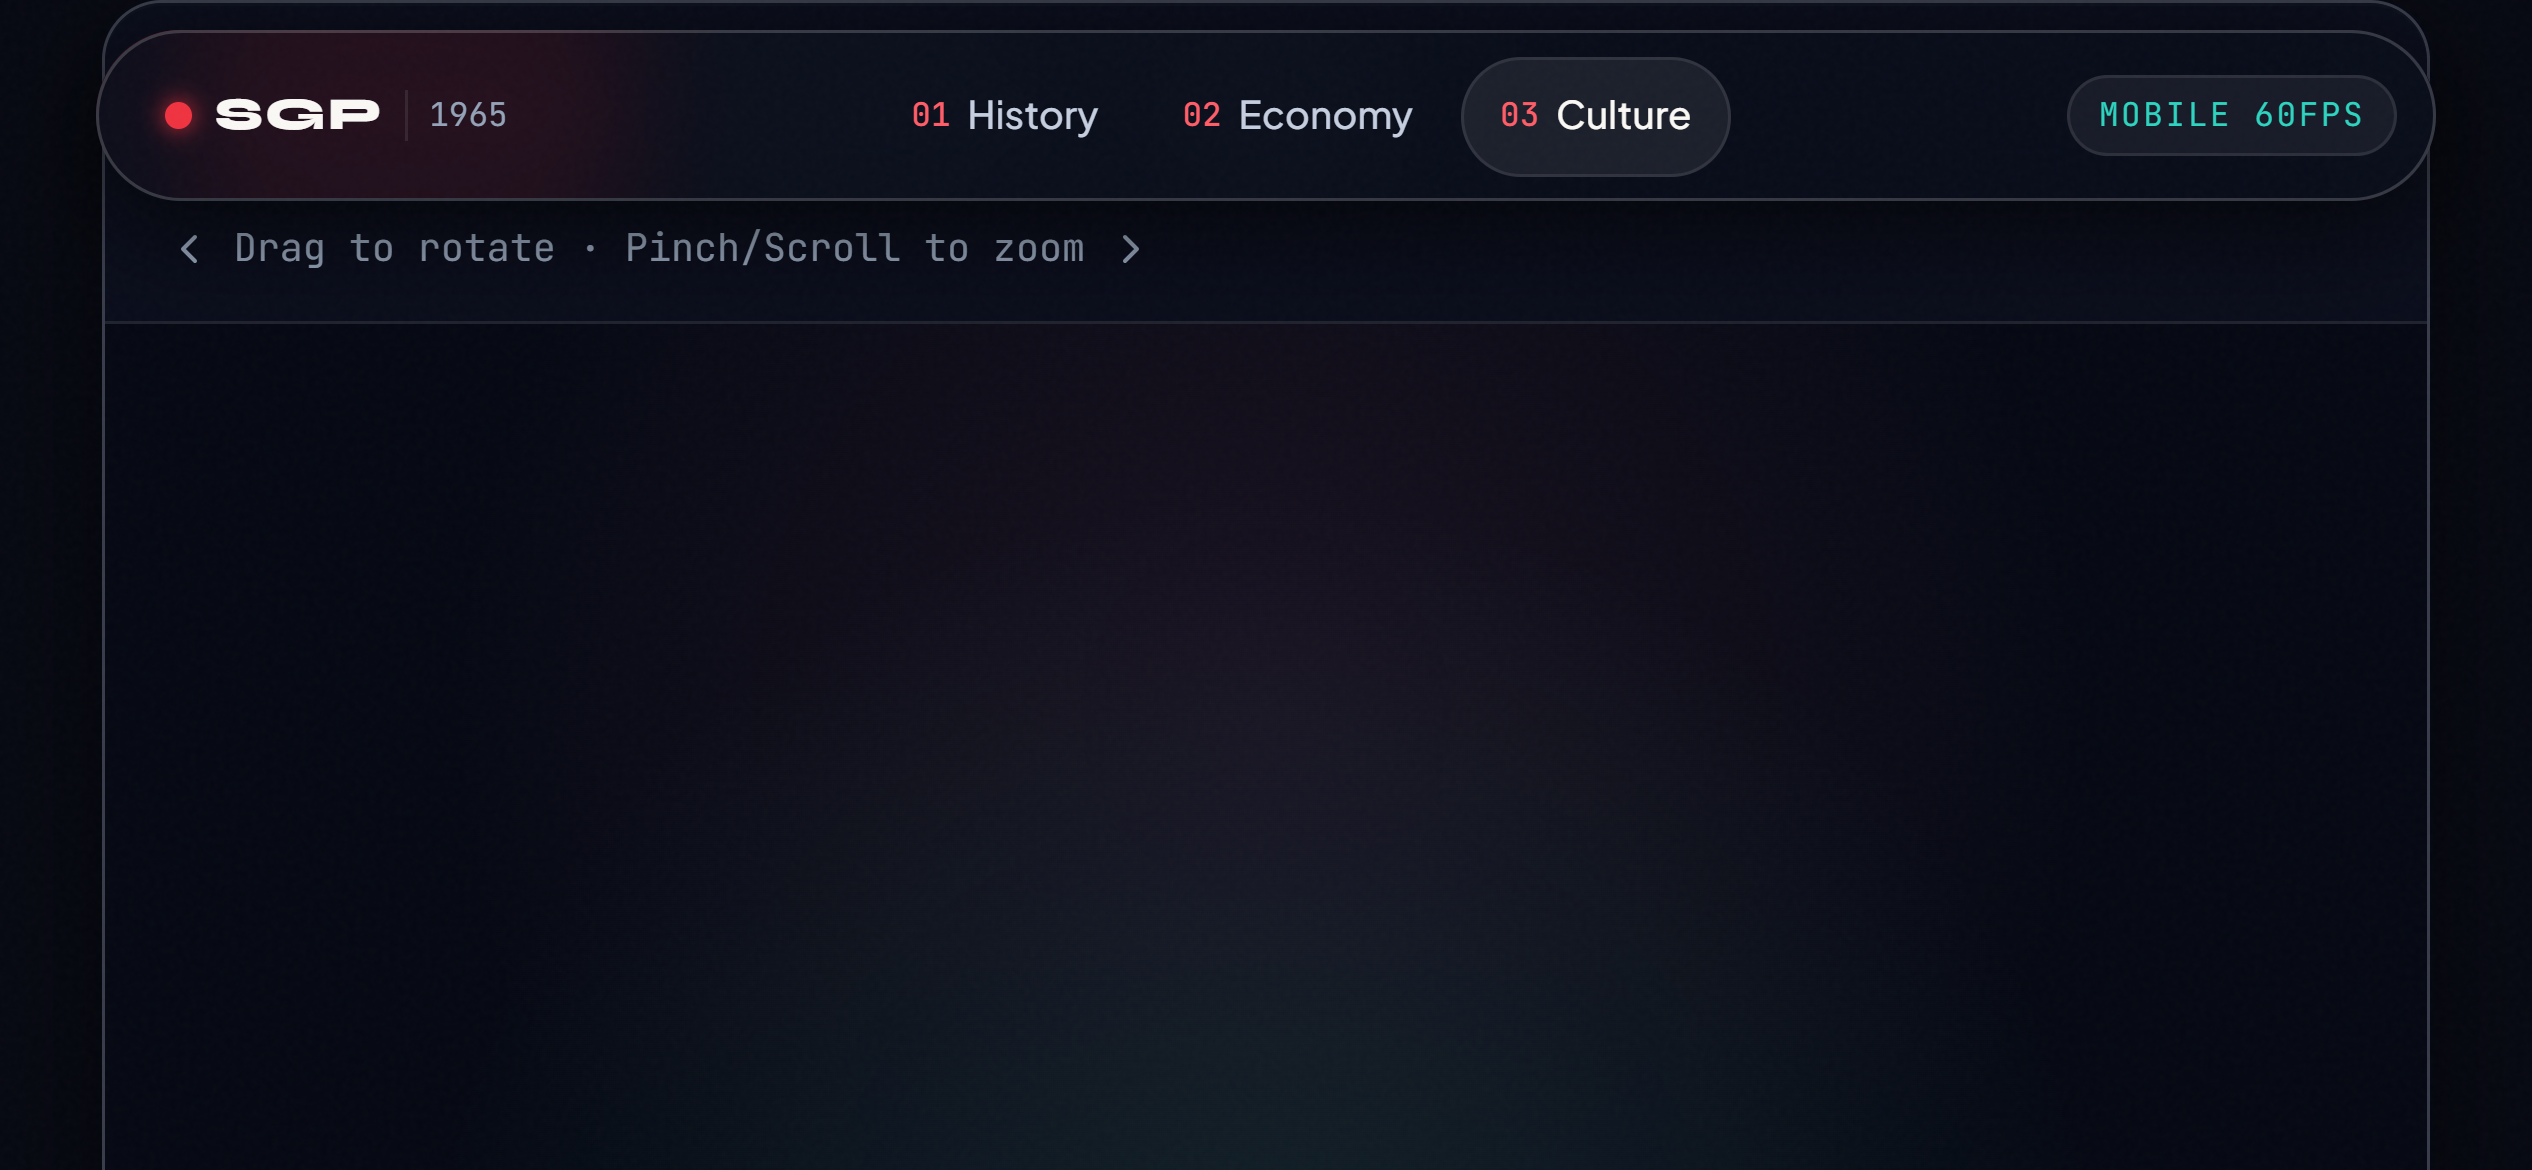 SGP 1965 01 History 02 Economy 03 Culture MOBILE 60FPS
Drag to rotate · Pinch/Scroll to zoom